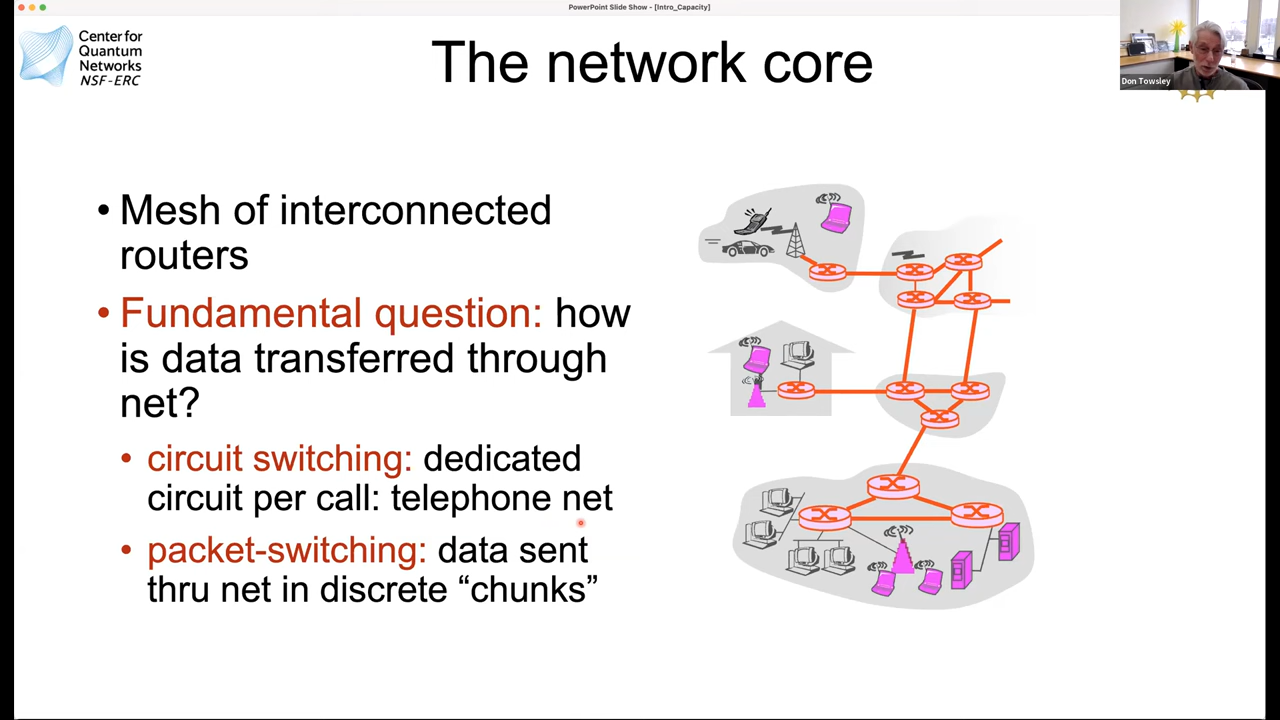 PowerPoint Slide Show - [Intro_Capacity]
Center for
Quantum
Networks
NSF-ERC
The network core
Don Towsley
• Mesh of interconnected
routers
• Fundamental question: how
is data transferred through
net?
• circuit switching: dedicated
circuit per call: telephone net
• packet-switching: data sent
thru net in discrete “chunks”